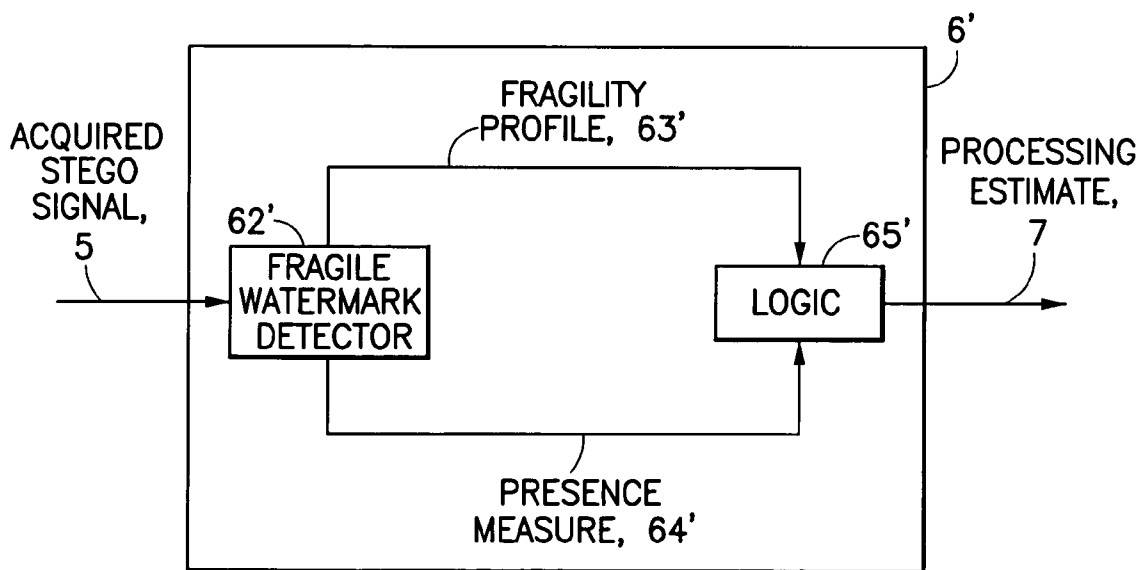 6'
FRAGILITY
PROFILE, 63'
ACQUIRED
STEGO
SIGNAL,
5
PROCESSING
ESTIMATE,
7
62'
FRAGILE
WATERMARK
DETECTOR
65'
LOGIC
PRESENCE
MEASURE, 64'